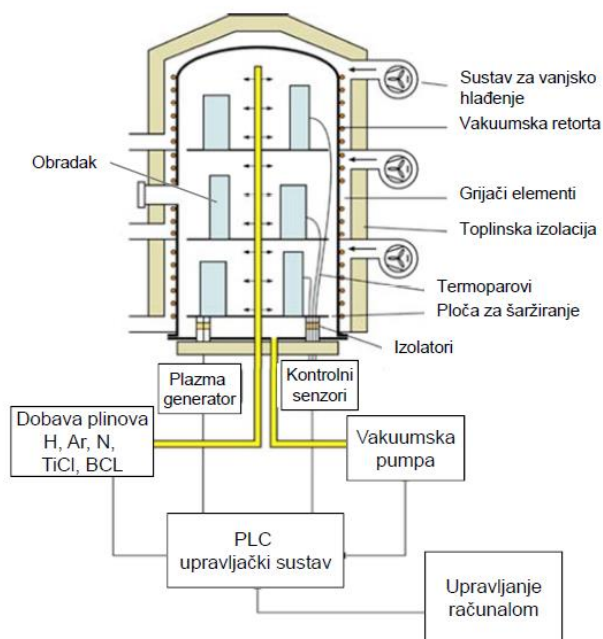 Sustav za vanjsko
hlađenje
Vakuumska retorta
Obradak
Grijači elementi
Toplinska izolacija
Termoparovi
Ploča za šaržiranje
Izolatori
Plazma
generator
Kontrolni
senzori
Dobava plinova
H, Ar, N,
TiCl, BCL
Vakuumska
pumpa
PLC
upravljački sustav
Upravljanje
računalom